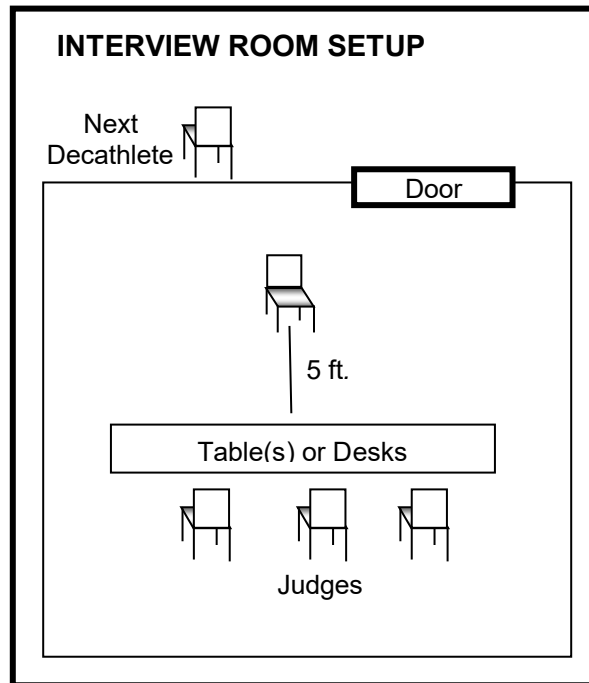 INTERVIEW ROOM SETUP
Next
Decathlete
Door
5 ft.
Table(s) or Desks
Judges